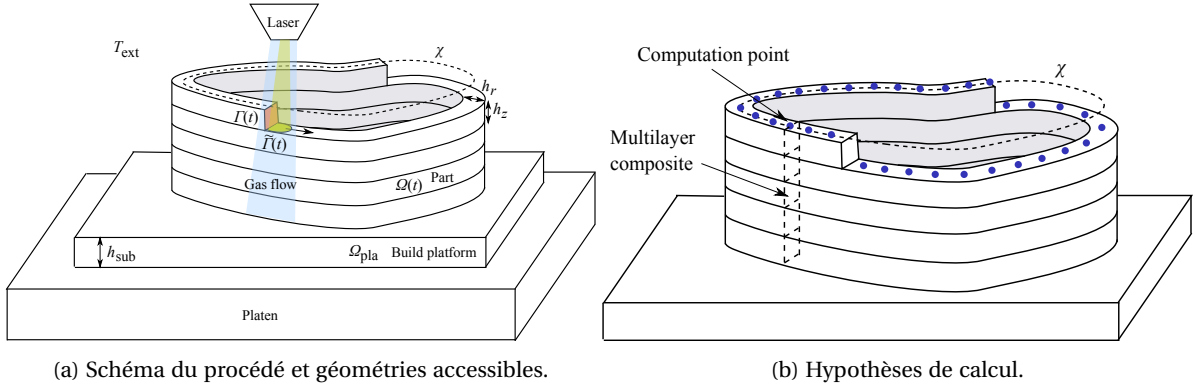 Laser
T_ext
χ
h_r
h_z
Γ(t)
Γ̃(t)
Gas flow
Ω(t) Part
h_sub
Ω_pla Build platform
Platen
(a) Schéma du procédé et géométries accessibles.
Computation point
χ
Multilayer
composite
(b) Hypothèses de calcul.